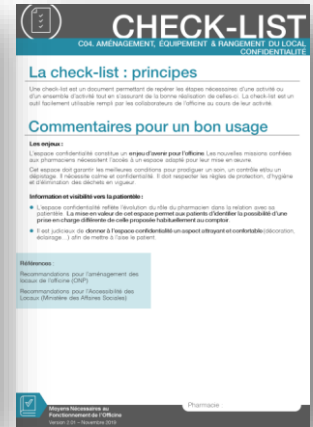 CHECK-LIST
C04. AMÉNAGEMENT, ÉQUIPEMENT & RANGEMENT DU LOCAL
CONFIDENTIALITÉ
La check-list : principes
Une check-list est un document permettant de repérer les étapes nécessaires d'une activité ou
d'un ensemble d'activité tout en s'assurant de la bonne réalisation de celles-ci. La check-list est un
outil facilement utilisable rempli par les collaborateurs de l'officine au cours de leur activité.
Commentaires pour un bon usage
Les enjeux :
L'espace confidentialité constitue un enjeu d'avenir pour l'officine. Les nouvelles missions confiées
aux pharmaciens nécessitent l'accès à un espace adapté pour leur mise en œuvre.
Cet espace doit garantir les meilleures conditions pour prodiguer un soin, un contrôle et/ou un
dépistage. Il nécessite calme et confidentialité. Il doit respecter les règles de protection, d'hygiène
et d'élimination des déchets en vigueur.
Information et visibilité vers la patientèle :
L'espace confidentialité reflète l'évolution du rôle du pharmacien dans la relation avec sa
patientèle. La mise en valeur de cet espace permet aux patients d'identifier la possibilité d'une
prise en charge différente de celle proposée habituellement au comptoir
Il est judicieux de donner à l'espace confidentialité un aspect attrayant et confortable (décoration,
éclairage…) afin de mettre à l'aise le patient.
Références :
Recommandations pour l'aménagement des
locaux de l'officine (ONP)
Recommandations pour l'Accessibilité des
Locaux (Ministère des Affaires Sociales)
Moyens Nécessaires au
Fonctionnement de l'Officine
Version 2.01 – Novembre 2019
Pharmacie :